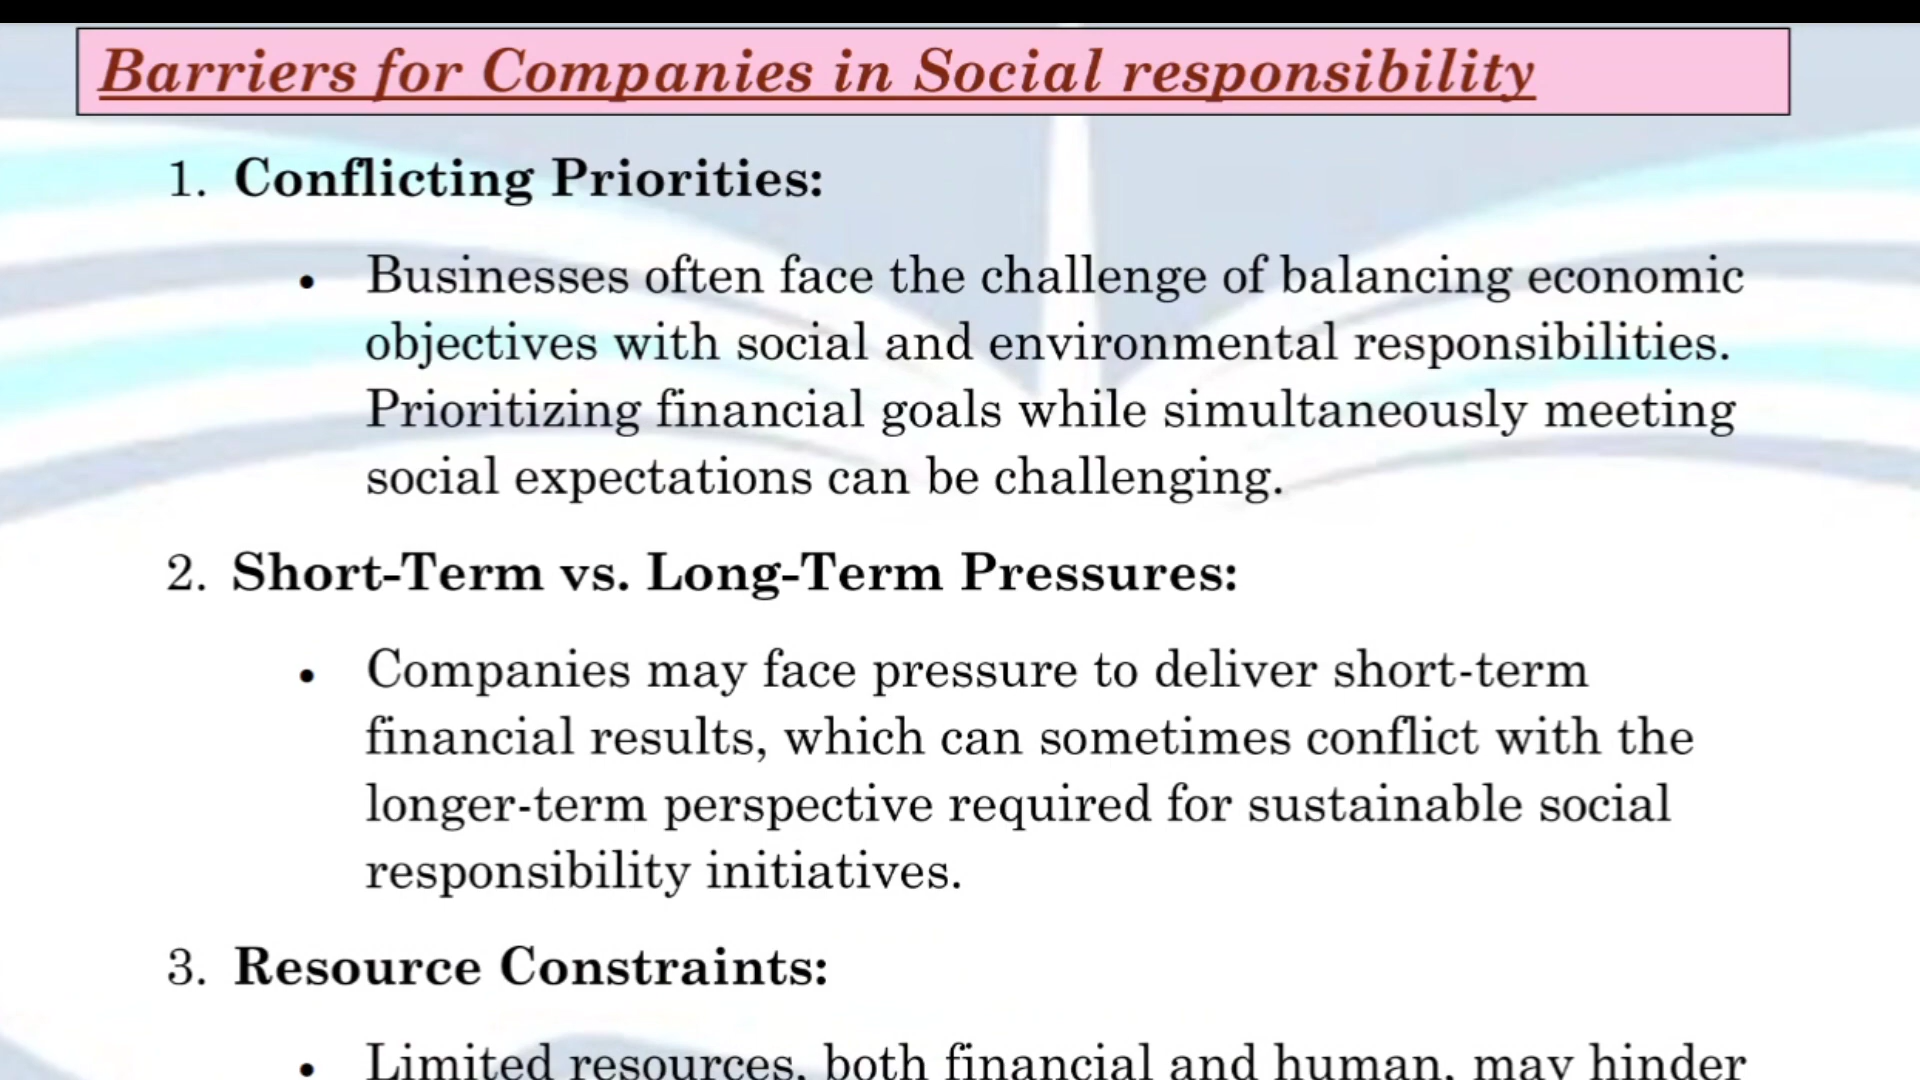 Barriers for Companies in Social responsibility
1. Conflicting Priorities:
• Businesses often face the challenge of balancing economic
objectives with social and environmental responsibilities.
Prioritizing financial goals while simultaneously meeting
social expectations can be challenging.
2. Short-Term vs. Long-Term Pressures:
• Companies may face pressure to deliver short-term
financial results, which can sometimes conflict with the
longer-term perspective required for sustainable social
responsibility initiatives.
3. Resource Constraints:
• Limited resources, both financial and human, may hinder